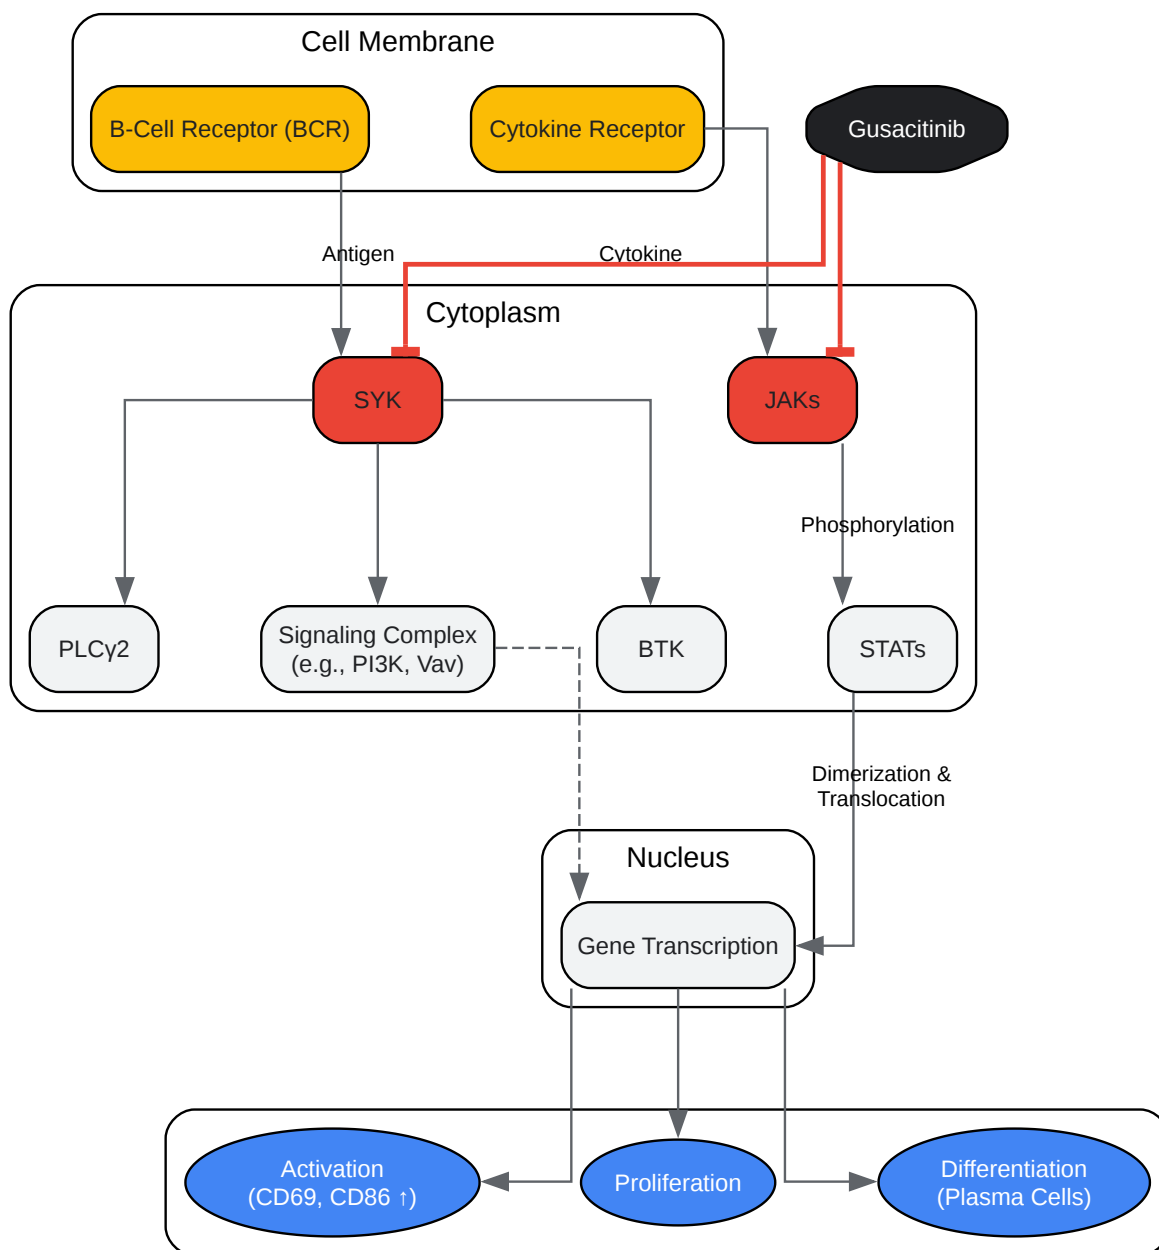 Cell Membrane
B-Cell Receptor (BCR)
Cytokine Receptor
Gusacitinib
Antigen
Cytokine
Cytoplasm
SYK
JAKs
Phosphorylation
PLCγ2
Signaling Complex
(e.g., PI3K, Vav)
BTK
STATs
Dimerization &
Translocation
Nucleus
Gene Transcription
Activation
(CD69, CD86 ↑)
Proliferation
Differentiation
(Plasma Cells)